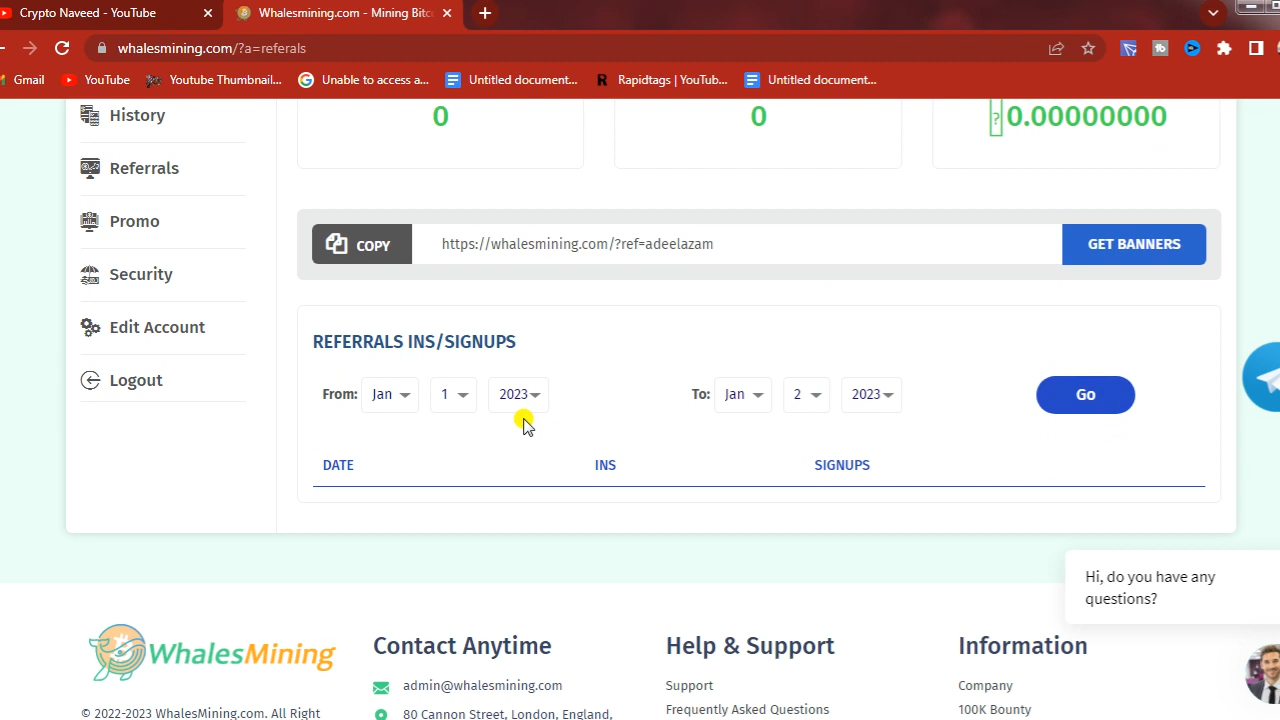 Crypto Naveed - YouTube
Whalesmining.com - Mining Bitc
whalesmining.com/?a=referals
Gmail
YouTube
Youtube Thumbnail...
Unable to access a...
Untitled document...
Rapidtags | YouTub...
Untitled document...
History
Referrals
Promo
Security
Edit Account
Logout
0
0
0.00000000
COPY
https://whalesmining.com/?ref=adeelazam
GET BANNERS
REFERRALS INS/SIGNUPS
From: Jan 1 2023 To: Jan 2 2023 Go
DATE INS SIGNUPS
Hi, do you have any
questions?
WhalesMining
© 2022-2023 WhalesMining.com. All Right
Contact Anytime
admin@whalesmining.com
80 Cannon Street, London, England,
Help & Support
Support
Frequently Asked Questions
Information
Company
100K Bounty